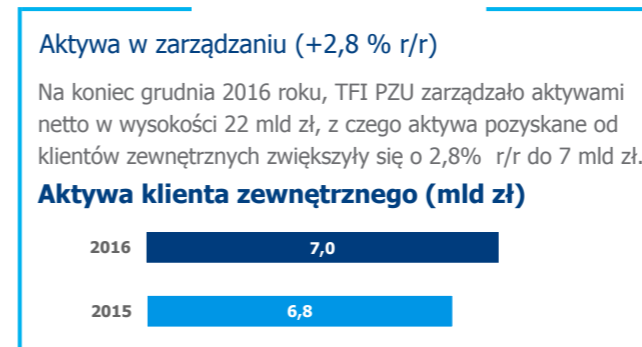 Aktywa w zarządzaniu (+2,8 % r/r)
Na koniec grudnia 2016 roku, TFI PZU zarządzało aktywami
netto w wysokości 22 mld zł, z czego aktywa pozyskane od
klientów zewnętrznych zwiększyły się o 2,8% r/r do 7 mld zł.
Aktywa klienta zewnętrznego (mld zł)
2016 7,0
2015 6,8